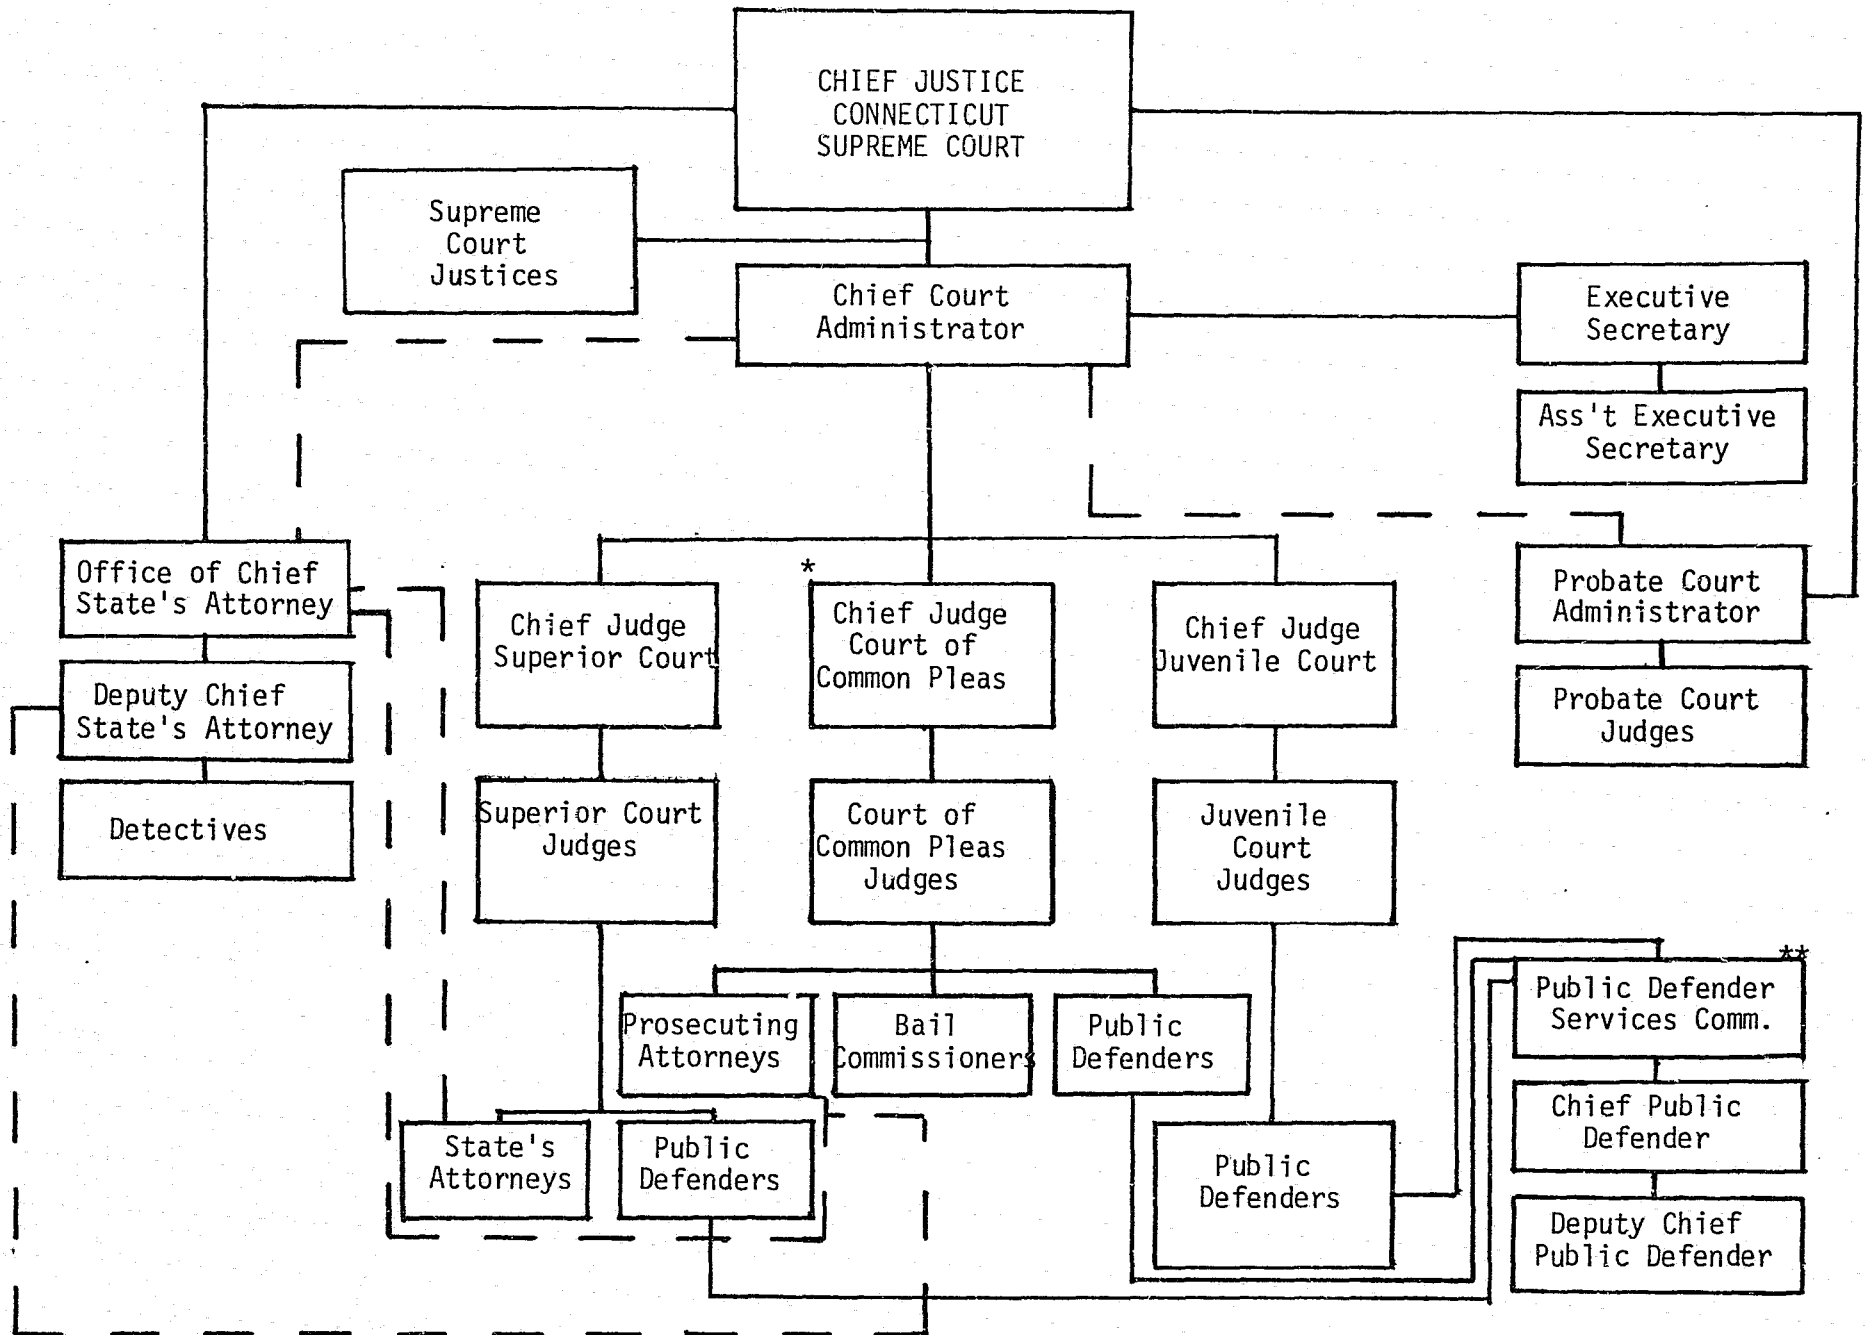 CHIEF JUSTICE
CONNECTICUT
SUPREME COURT
Supreme
Court
Justices
Chief Court
Administrator
Executive
Secretary
Ass't Executive
Secretary
Office of Chief
State's Attorney
Deputy Chief
State's Attorney
Detectives
Chief Judge
Superior Court
*
Chief Judge
Court of
Common Pleas
Chief Judge
Juvenile Court
Probate Court
Administrator
Probate Court
Judges
Superior Court
Judges
Court of
Common Pleas
Judges
Juvenile
Court
Judges
Prosecuting
Attorneys
Bail
Commissioners
Public
Defenders
State's
Attorneys
Public
Defenders
Public
Defenders
**
Public Defender
Services Comm.
Chief Public
Defender
Deputy Chief
Public Defender